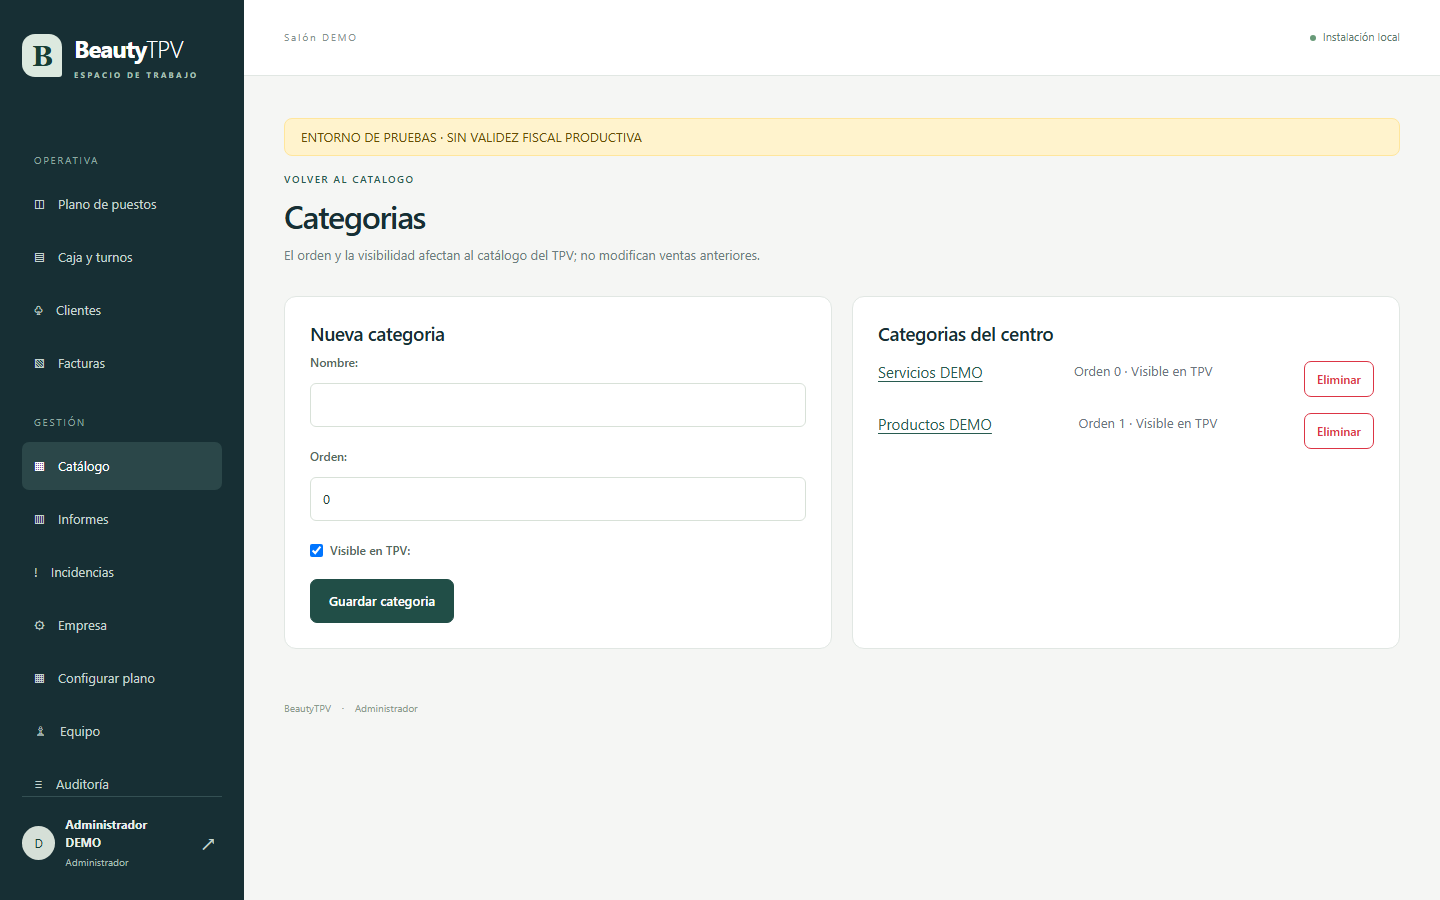 B
BeautyTPV
ESPACIO DE TRABAJO
OPERATIVA
Plano de puestos
Caja y turnos
Clientes
Facturas
GESTIÓN
Catálogo
Informes
! Incidencias
Empresa
Configurar plano
Equipo
Auditoría
D
Administrador
DEMO
Administrador
Salón DEMO
Instalación local
ENTORNO DE PRUEBAS · SIN VALIDEZ FISCAL PRODUCTIVA
VOLVER AL CATALOGO
Categorias
El orden y la visibilidad afectan al catálogo del TPV; no modifican ventas anteriores.
Nueva categoria
Nombre:
Orden:
0
Visible en TPV:
Guardar categoria
Categorias del centro
Servicios DEMO Orden 0 · Visible en TPV Eliminar
Productos DEMO Orden 1 · Visible en TPV Eliminar
BeautyTPV · Administrador